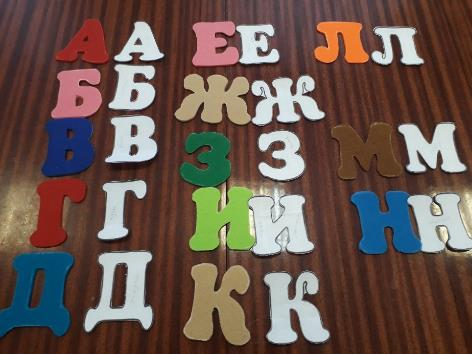 А А Е Е Л Л
Б Б Ж Ж
В В З З М М
Г Г И И Н Н
Д Д К К